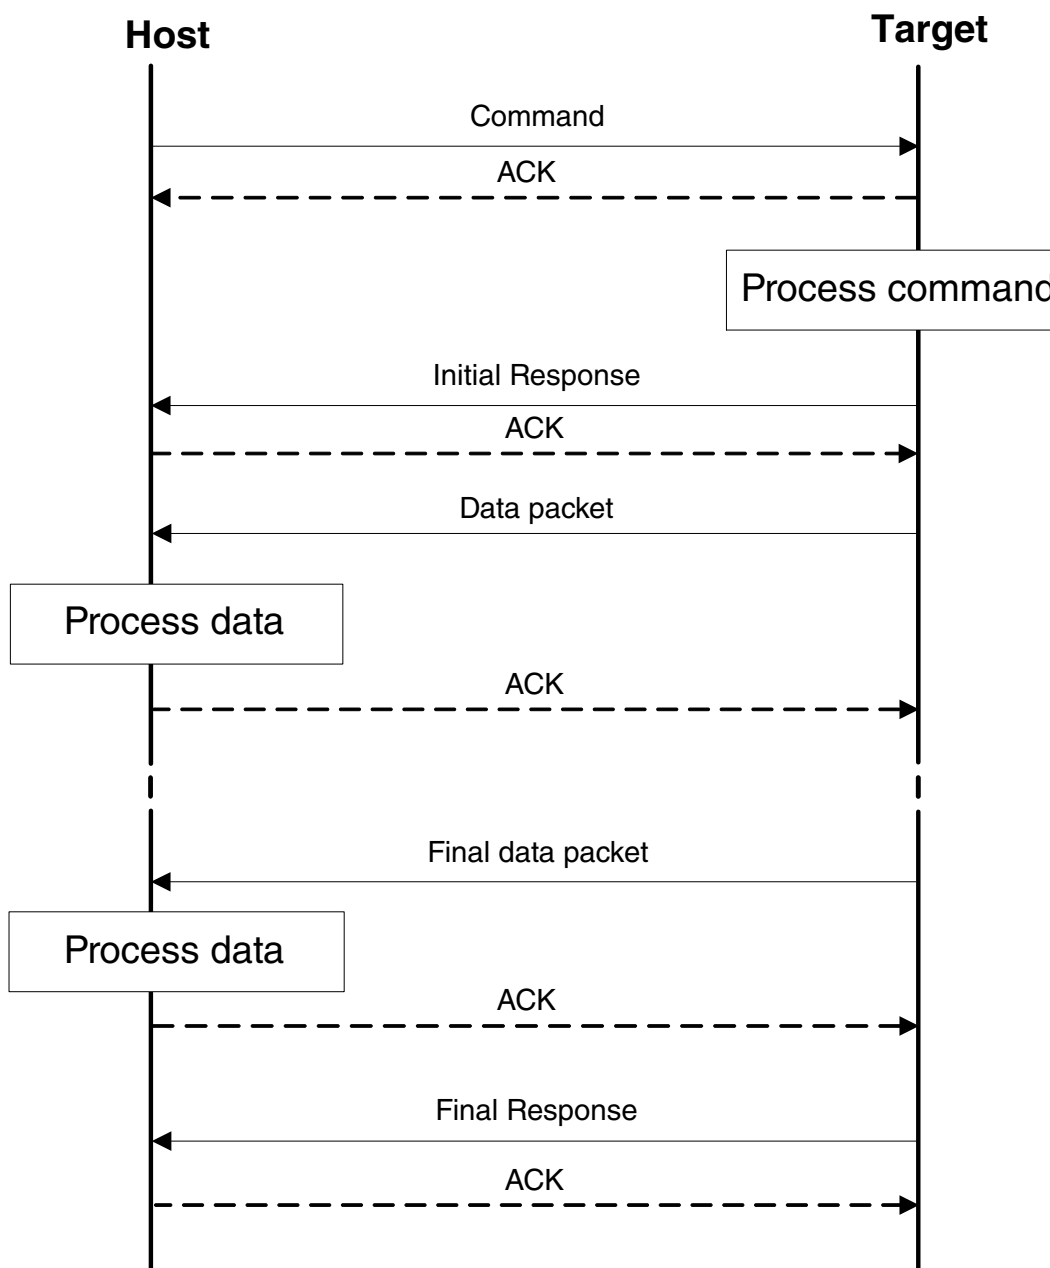 Host
Target
Command
ACK
Process command
Initial Response
ACK
Data packet
Process data
ACK
Final data packet
Process data
ACK
Final Response
ACK